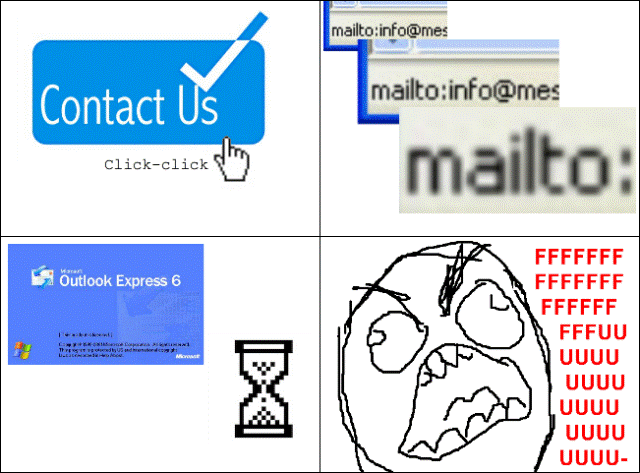 Contact Us
Click-click
mailto:info@mes
mailto:info@mes
mailto:
Microsoft
Outlook Express 6
Microsoft
FFFFFFF
FFFFFFF
FFFFFF
FFFUU
UUUU
UUUU
UUUU
UUUU
UUUU-